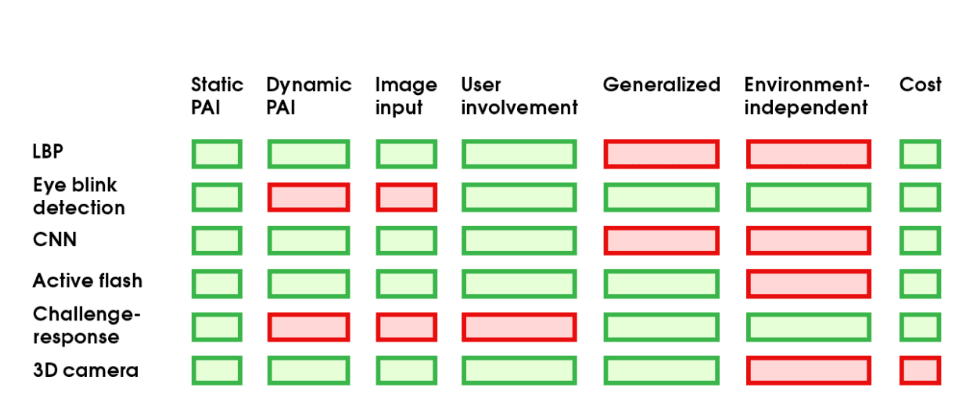 Static Dynamic Image User Generalized Environment- Cost
PAI PAI input involvement independent
LBP
Eye blink
detection
CNN
Active flash
Challenge-
response
3D camera